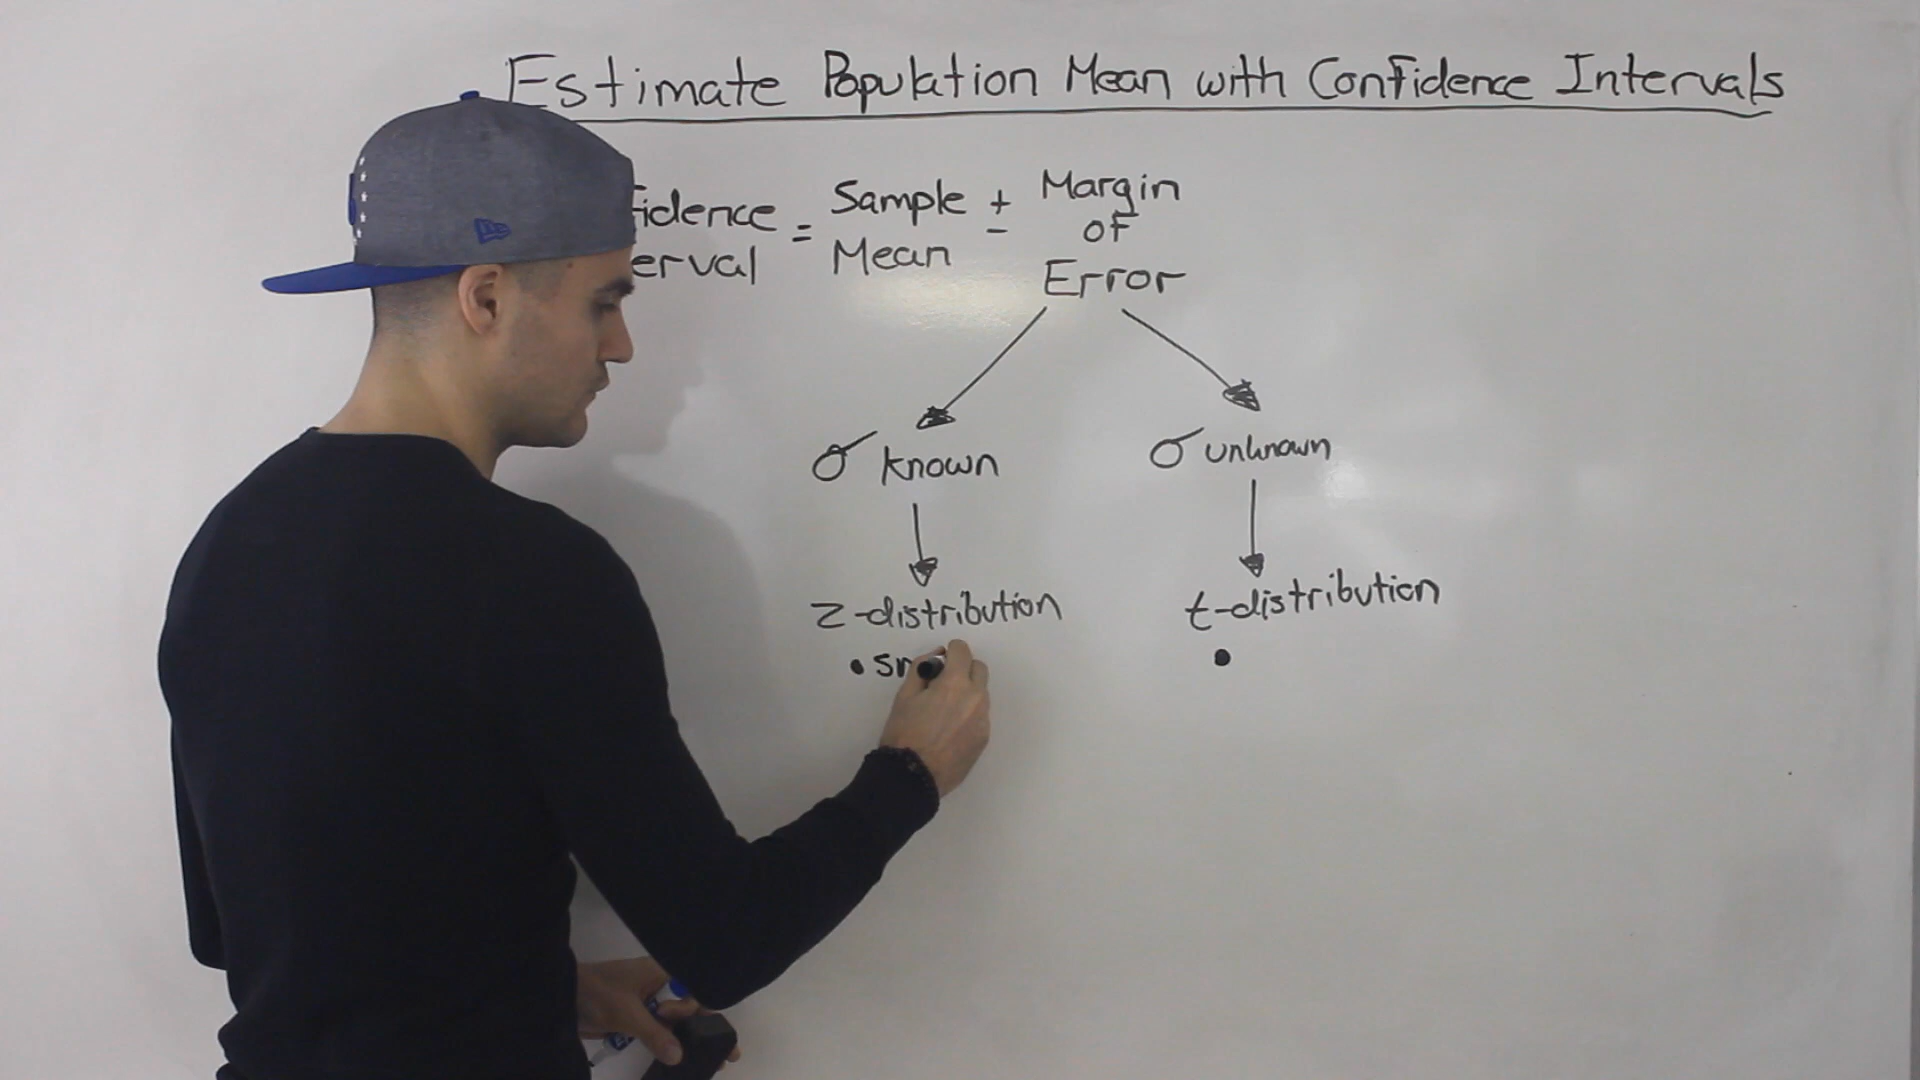 Estimate Population Mean with Confidence Intervals
fidence = Sample Mean ± Margin of Error
erval
σ known
σ unknown
z-distribution
t-distribution
•
•